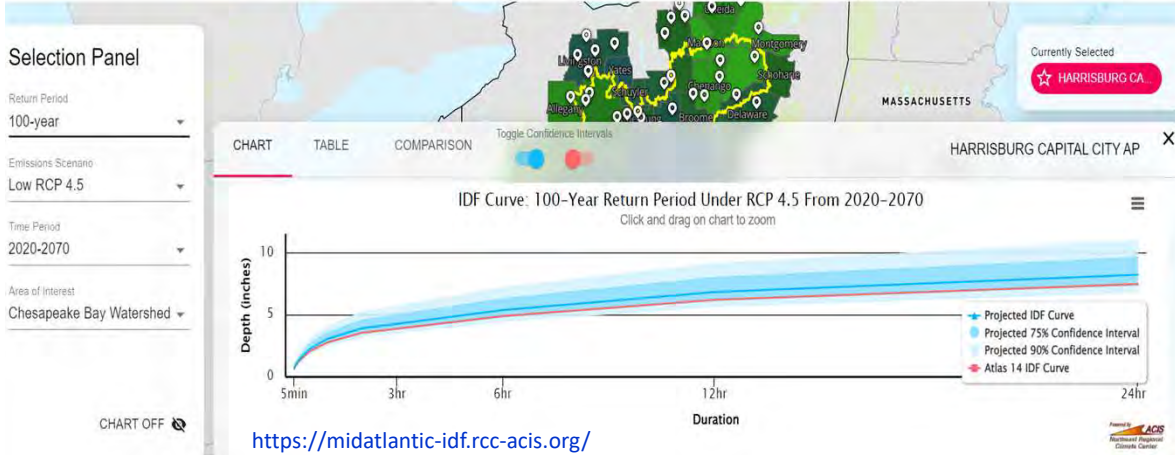 Selection Panel
Return Period
100-year
Emissions Scenario
Low RCP 4.5
Time Period
2020-2070
Area of Interest
Chesapeake Bay Watershed
CHART OFF
Oneida
Madison
Montgomery
Livingston
Yates
Schoharie
Schuyler
Chenango
Allegany
Broome
Delaware
MASSACHUSETTS
Currently Selected
HARRISBURG CA...
CHART
TABLE
COMPARISON
Toggle Confidence Intervals
HARRISBURG CAPITAL CITY AP
X
IDF Curve: 100-Year Return Period Under RCP 4.5 From 2020-2070
Click and drag on chart to zoom
Depth (inches)
10
5
0
5min
3hr
6hr
12hr
24hr
Duration
Projected IDF Curve
Projected 75% Confidence Interval
Projected 90% Confidence Interval
Atlas 14 IDF Curve
https://midatlantic-idf.rcc-acis.org/
Powered by
ACIS
Northeast Regional
Climate Center